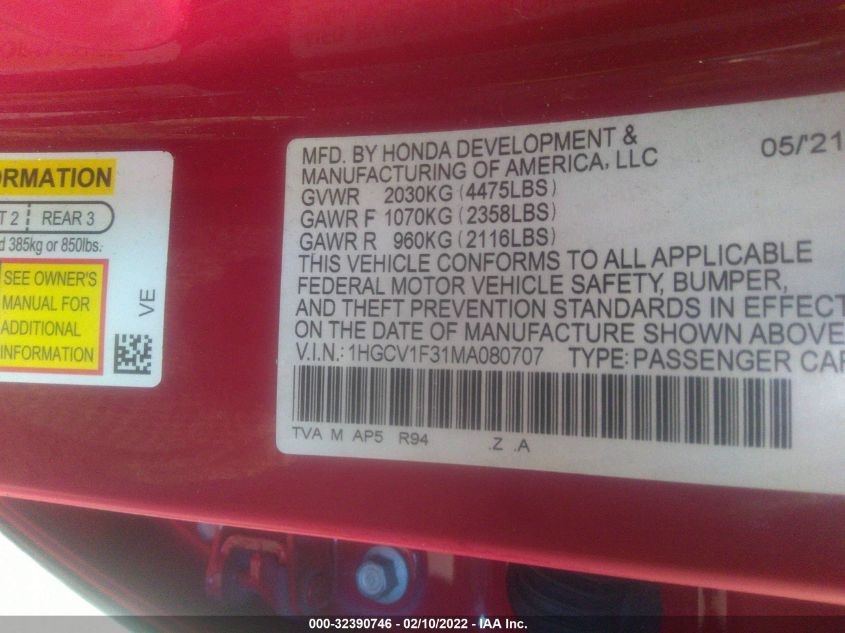 ORMATION
T 2 REAR 3
d 385kg or 850lbs.
SEE OWNER'S
MANUAL FOR
ADDITIONAL
INFORMATION
VE
MFD. BY HONDA DEVELOPMENT &
MANUFACTURING OF AMERICA, LLC 05/'21
GVWR 2030KG (4475LBS)
GAWR F 1070KG (2358LBS)
GAWR R 960KG (2116LBS)
THIS VEHICLE CONFORMS TO ALL APPLICABLE
FEDERAL MOTOR VEHICLE SAFETY, BUMPER,
AND THEFT PREVENTION STANDARDS IN EFFECT
ON THE DATE OF MANUFACTURE SHOWN ABOVE
V.I.N.: 1HGCV1F31MA080707 TYPE: PASSENGER CAR
TVA M AP5 R94 .Z .A
000-32390746 - 02/10/2022 - IAA Inc.